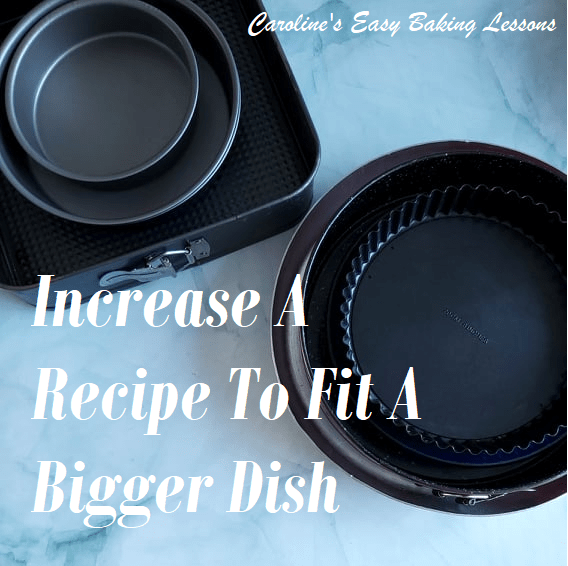 Caroline's Easy Baking Lessons
Increase A
Recipe To Fit A
Bigger Dish